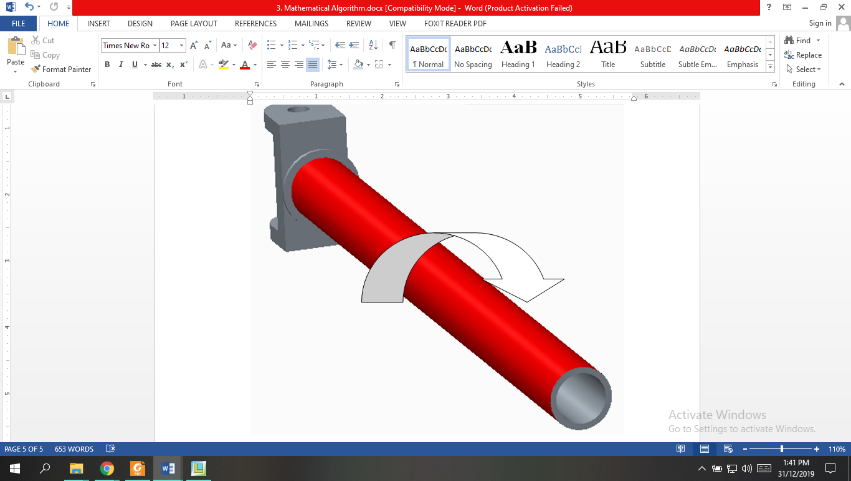 3. Mathematical Algorithm.docx [Compatibility Mode] - Word (Product Activation Failed)
FILE HOME INSERT DESIGN PAGE LAYOUT REFERENCES MAILINGS REVIEW VIEW FOXIT READER PDF Sign in
Paste
Cut
Copy
Format Painter
Clipboard
Times New Ro 12
Font
Paragraph
AaBbCcDc AaBbCcDc AaB AaBbCcI AaB AaBbCcD AaBbCcDc AaBbCcDc
¶ Normal No Spacing Heading 1 Heading 2 Title Subtitle Subtle Em... Emphasis
Styles
Find
Replace
Select
Editing
Activate Windows
Go to Settings to activate Windows.
PAGE 5 OF 5 653 WORDS 110%
1:41 PM
31/12/2019